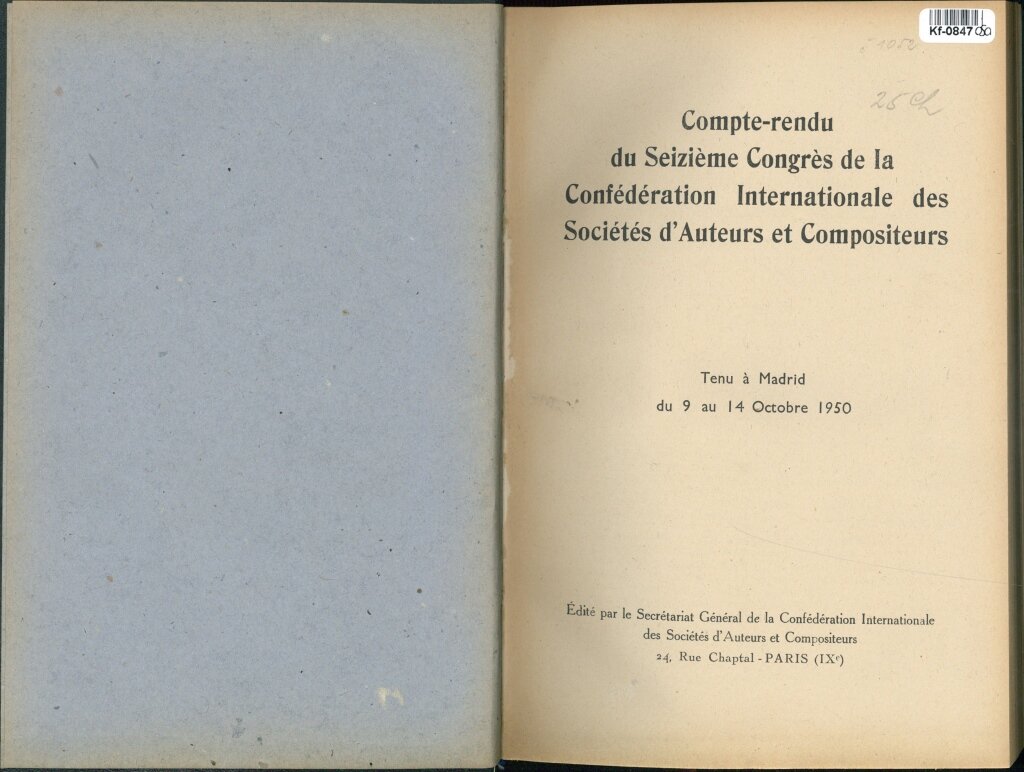 Kf-0847
25 Ch
Compte-rendu
du Seizième Congrès de la
Confédération Internationale des
Sociétés d'Auteurs et Compositeurs
Tenu à Madrid
du 9 au 14 Octobre 1950
Édité par le Secrétariat Général de la Confédération Internationale
des Sociétés d'Auteurs et Compositeurs
24, Rue Chaptal - PARIS (IXe)